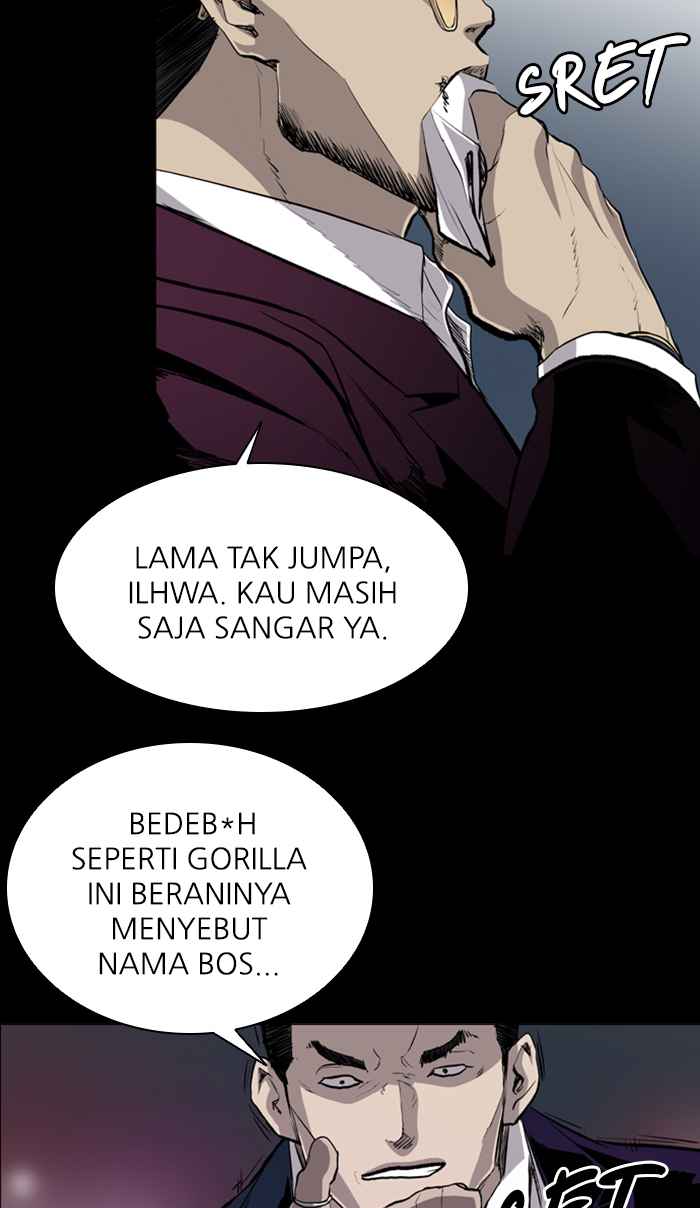 SRET
LAMA TAK JUMPA,
ILHWA. KAU MASIH
SAJA SANGAR YA.
BEDEB*H
SEPERTI GORILLA
INI BERANINYA
MENYEBUT
NAMA BOS...